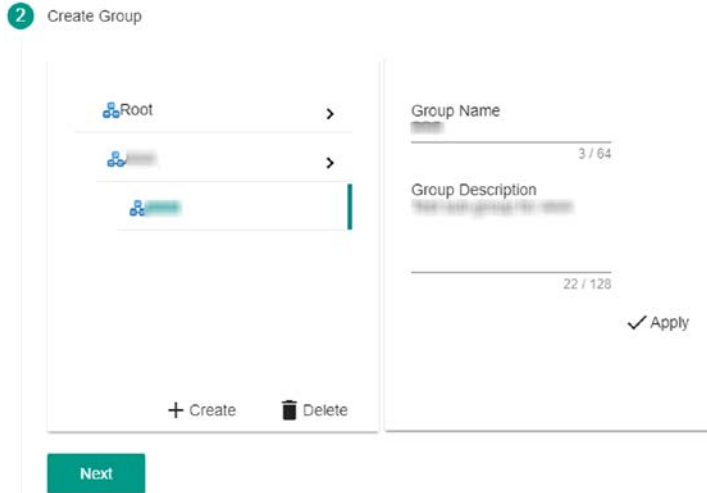 2 Create Group
Root
Group Name
3 / 64
Group Description
22 / 128
Apply
Create
Delete
Next